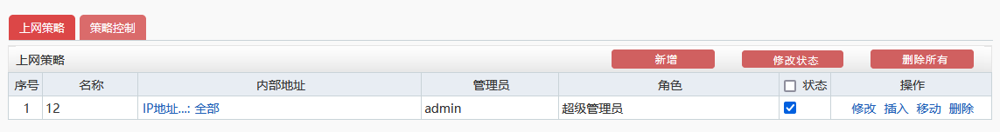 上网策略 策略控制
上网策略 新增 修改状态 删除所有
序号 名称 内部地址 管理员 角色 状态 操作
1 12 IP地址...: 全部 admin 超级管理员 修改 插入 移动 删除